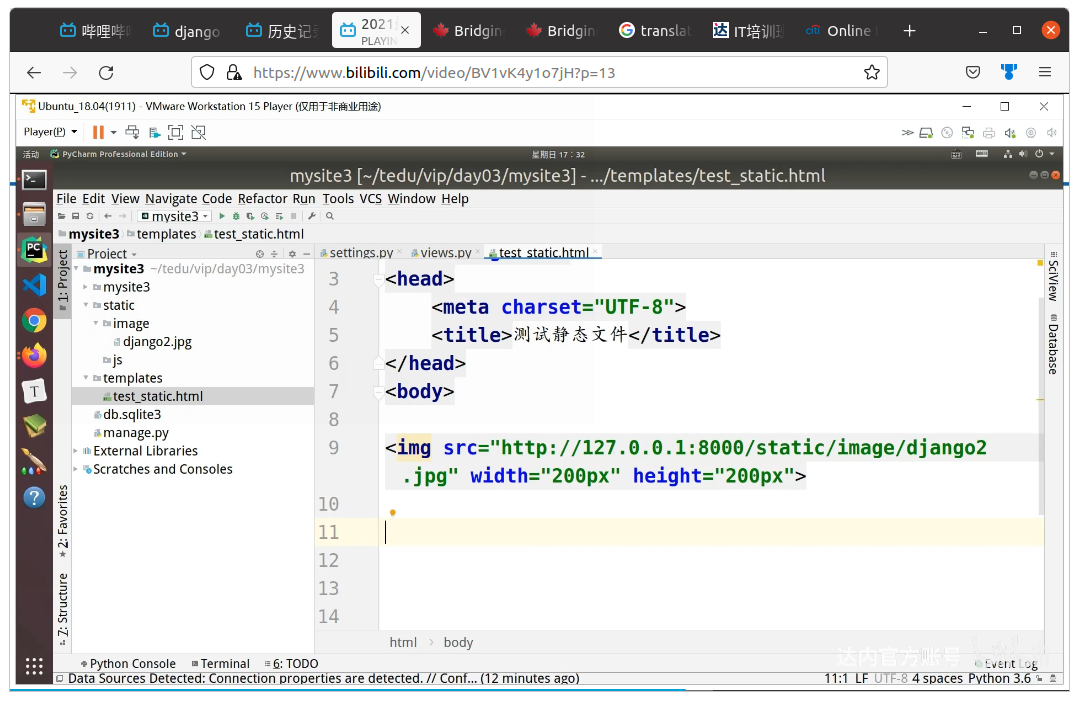 哔哩哔
django
历史记
2021
PLAYIN
Bridgin
Bridgin
translat
IT培训
Online
https://www.bilibili.com/video/BV1vK4y1o7jH?p=13
Ubuntu_18.04(1911) - VMware Workstation 15 Player (仅用于非商业用途)
Player(P)
活动 PyCharm Professional Edition 星期日 17:32
mysite3 [~/tedu/vip/day03/mysite3] - .../templates/test_static.html
File Edit View Navigate Code Refactor Run Tools VCS Window Help
mysite3
mysite3 templates test_static.html
Project settings.py views.py test_static.html
mysite3 ~/tedu/vip/day03/mysite3
mysite3
static
image
django2.jpg
js
templates
test_static.html
db.sqlite3
manage.py
External Libraries
Scratches and Consoles
1: Project
2: Favorites
Z: Structure
3 <head>
4 <meta charset="UTF-8">
5 <title>测试静态文件</title>
6 </head>
7 <body>
8
9 <img src="http://127.0.0.1:8000/static/image/django2
.jpg" width="200px" height="200px">
10
11
12
13
14
html › body
SciView
Database
达内官方账号
Python Console Terminal 6: TODO Event Log
Data Sources Detected: Connection properties are detected. // Conf... (12 minutes ago) 11:1 LF UTF-8 4 spaces Python 3.6